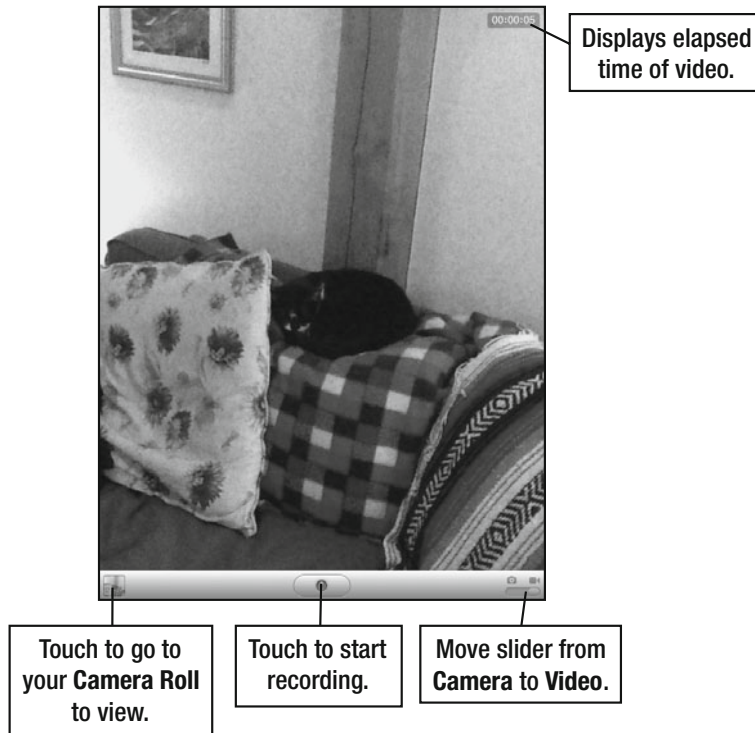 00:00:05
Displays elapsed
time of video.
Touch to go to
your Camera Roll
to view.
Touch to start
recording.
Move slider from
Camera to Video.